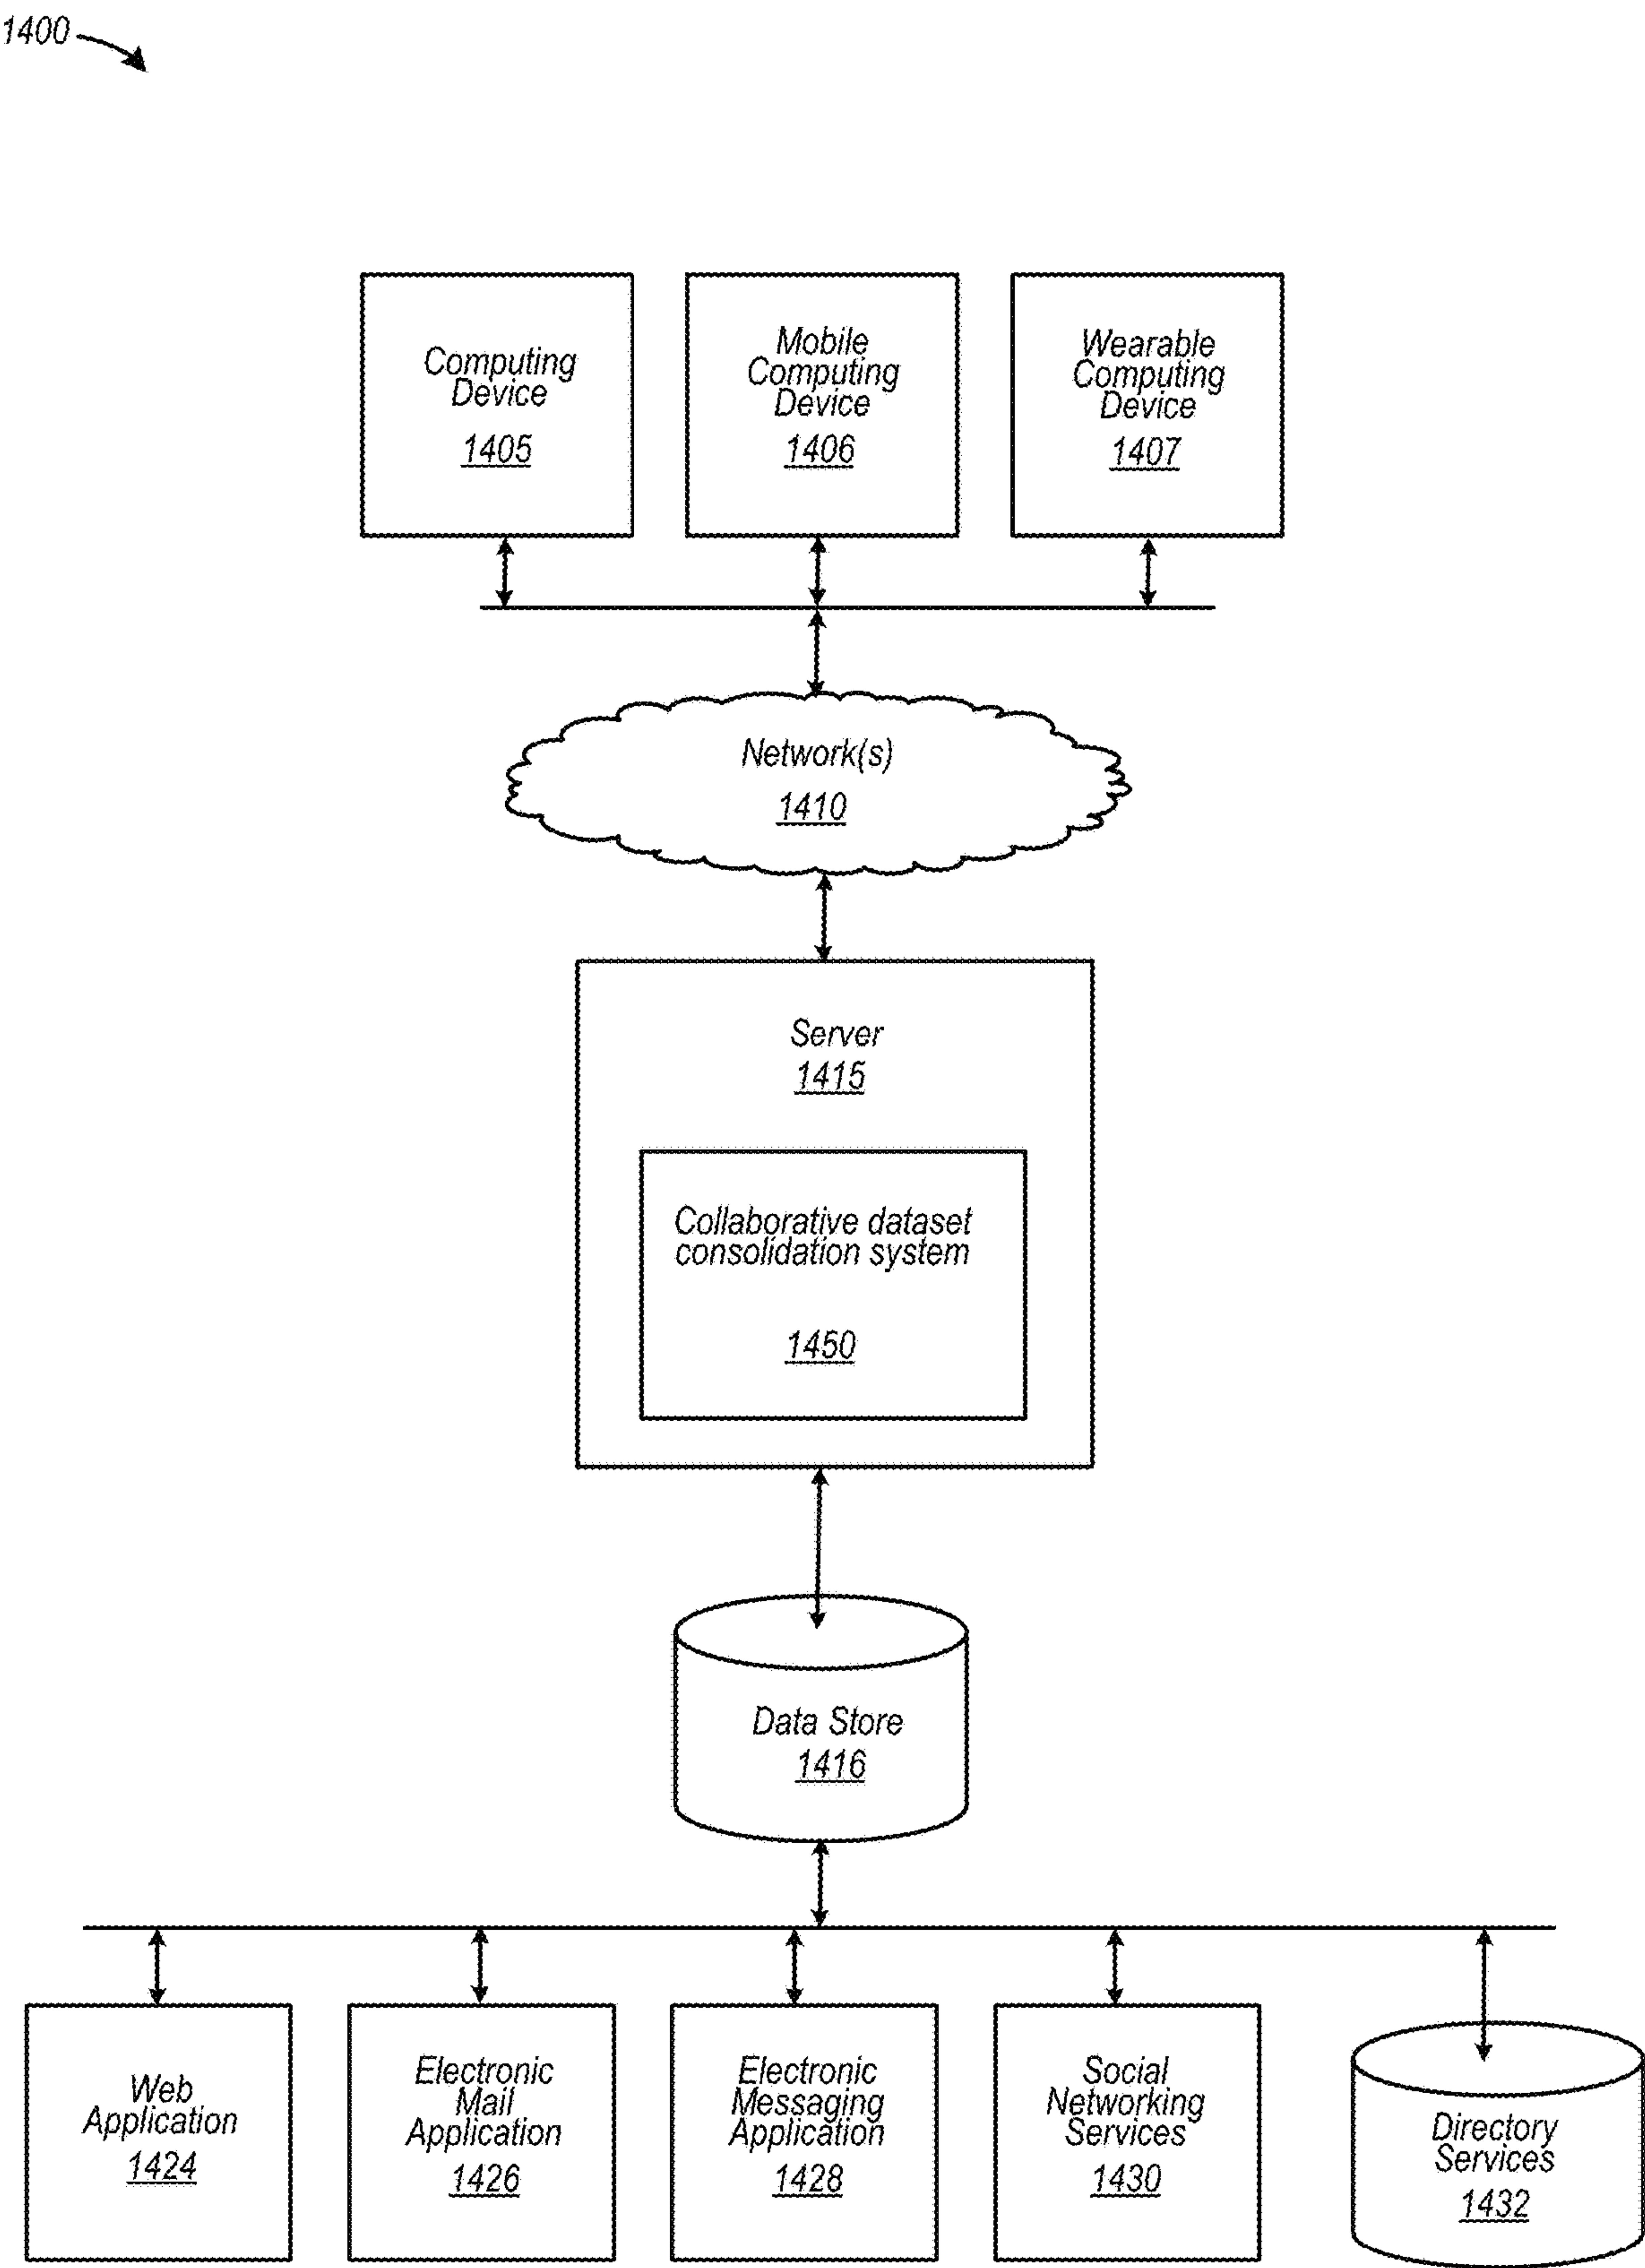 1400
Computing
Device
1405
Mobile
Computing
Device
1406
Wearable
Computing
Device
1407
Network(s)
1410
Server
1415
Collaborative dataset
consolidation system
1450
Data Store
1416
Web
Application
1424
Electronic
Mail
Application
1426
Electronic
Messaging
Application
1428
Social
Networking
Services
1430
Directory
Services
1432